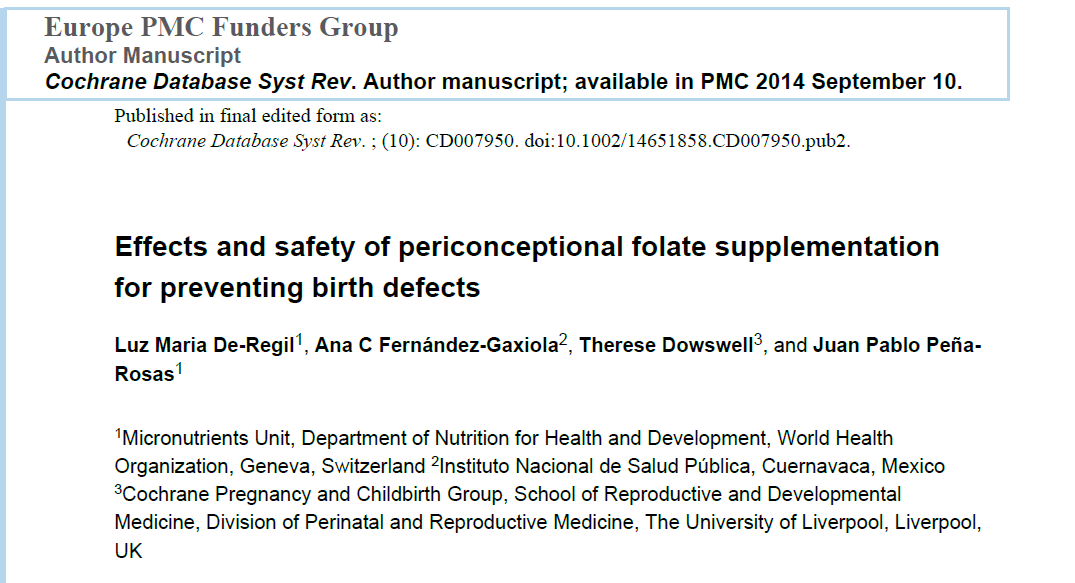 Europe PMC Funders Group
Author Manuscript
Cochrane Database Syst Rev. Author manuscript; available in PMC 2014 September 10.
Published in final edited form as:
Cochrane Database Syst Rev. ; (10): CD007950. doi:10.1002/14651858.CD007950.pub2.
Effects and safety of periconceptional folate supplementation
for preventing birth defects
Luz Maria De-Regil1, Ana C Fernández-Gaxiola2, Therese Dowswell3, and Juan Pablo Peña-
Rosas1
1Micronutrients Unit, Department of Nutrition for Health and Development, World Health
Organization, Geneva, Switzerland 2Instituto Nacional de Salud Pública, Cuernavaca, Mexico
3Cochrane Pregnancy and Childbirth Group, School of Reproductive and Developmental
Medicine, Division of Perinatal and Reproductive Medicine, The University of Liverpool, Liverpool,
UK